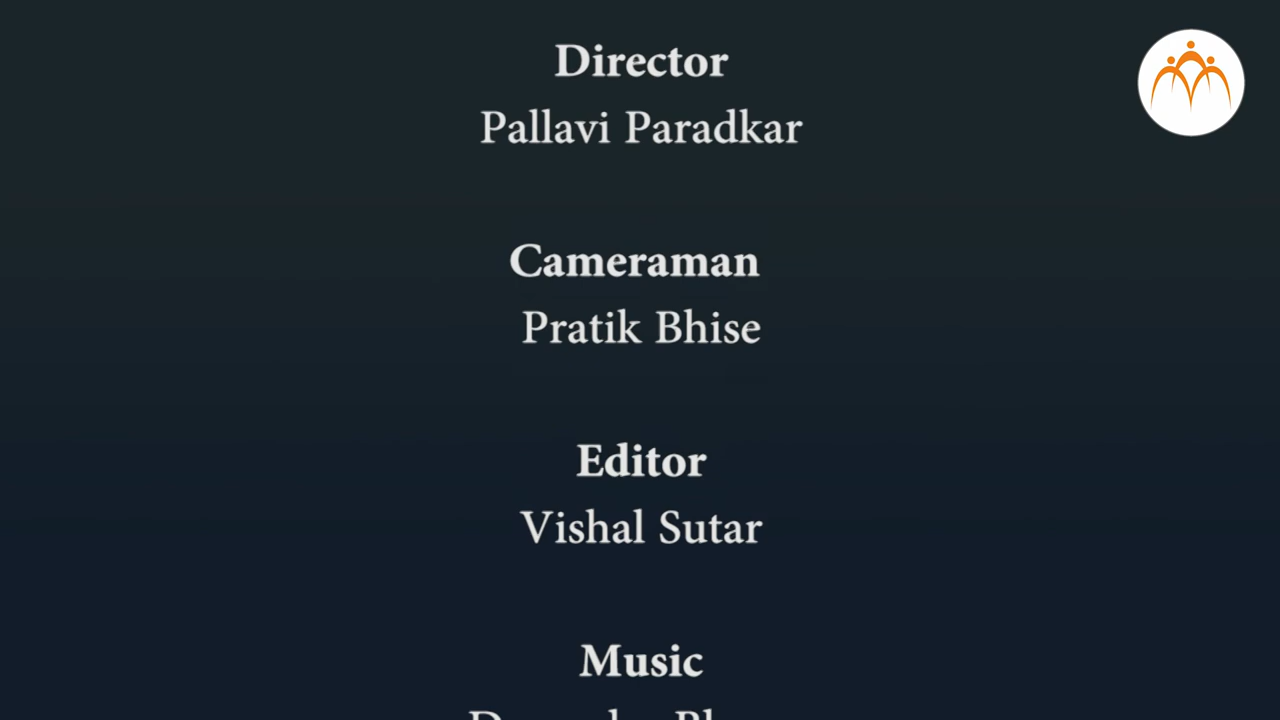 Director
Pallavi Paradkar
Cameraman
Pratik Bhise
Editor
Vishal Sutar
Music